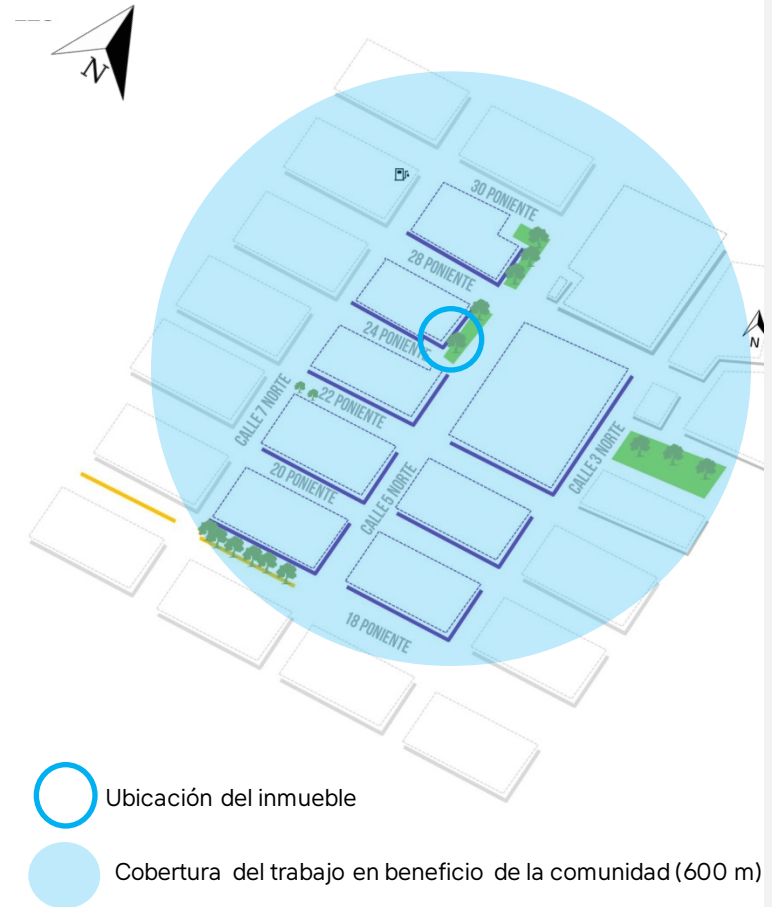 N
30 PONIENTE
28 PONIENTE
24 PONIENTE
N
CALLE 7 NORTE
22 PONIENTE
CALLE 3 NORTE
20 PONIENTE
CALLE 5 NORTE
18 PONIENTE
Ubicación del inmueble
Cobertura del trabajo en beneficio de la comunidad (600 m)